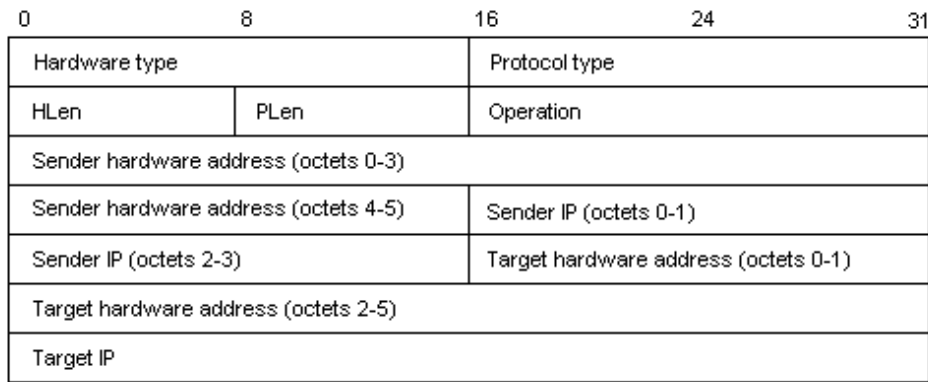 0 8 16 24 31
Hardware type Protocol type
HLen PLen Operation
Sender hardware address (octets 0-3)
Sender hardware address (octets 4-5) Sender IP (octets 0-1)
Sender IP (octets 2-3) Target hardware address (octets 0-1)
Target hardware address (octets 2-5)
Target IP